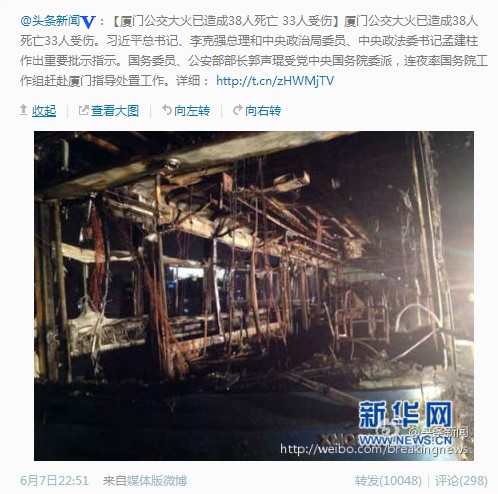 @头条新闻V：【厦门公交大火已造成38人死亡 33人受伤】厦门公交大火已造成38人
死亡33人受伤。习近平总书记、李克强总理和中央政治局委员、中央政法委书记孟建柱
作出重要批示指示。国务委员、公安部部长郭声琨受党中央国务院委派，连夜率国务院工
作组赶赴厦门指导处置工作。详细： http://t.cn/zHWMjTV
收起 | 查看大图 | 向左转 | 向右转
新华网
WWW.NEWS.CN
@头条新闻
http://weibo.com/breakingnews
6月7日22:51 来自媒体版微博 转发(10048) | 评论(298)